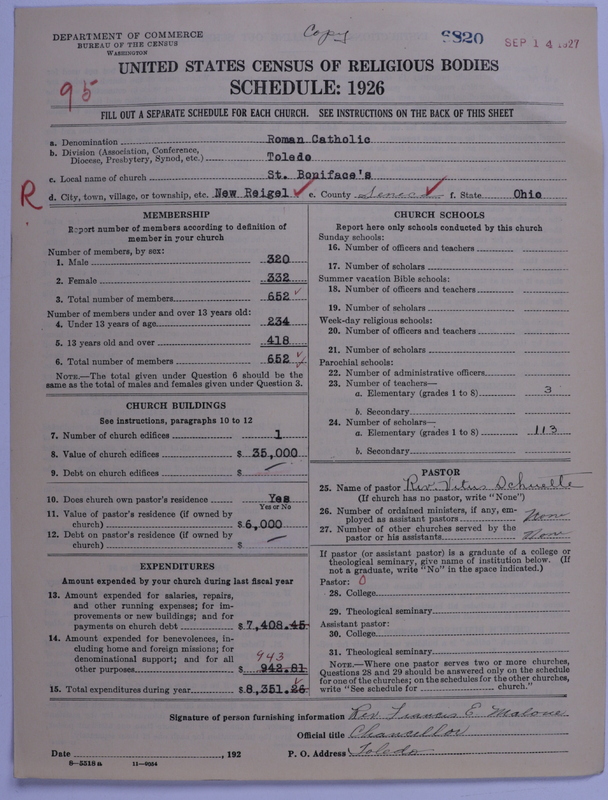 DEPARTMENT OF COMMERCE
BUREAU OF THE CENSUS
WASHINGTON
Copy
S820
SEP 14 1927
UNITED STATES CENSUS OF RELIGIOUS BODIES
SCHEDULE: 1926
95
FILL OUT A SEPARATE SCHEDULE FOR EACH CHURCH. SEE INSTRUCTIONS ON THE BACK OF THIS SHEET
a. Denomination Roman Catholic
b. Division (Association, Conference, Diocese, Presbytery, Synod, etc.) Toledo
c. Local name of church St. Boniface's
R
d. City, town, village, or township, etc. New Reigel ✓ e. County Seneca ✓ f. State Ohio
MEMBERSHIP
Report number of members according to definition of
member in your church
Number of members, by sex:
1. Male 320
2. Female 332
3. Total number of members 652 ✓
Number of members under and over 13 years old:
4. Under 13 years of age 234
5. 13 years old and over 418
6. Total number of members 652 ✓
NOTE.—The total given under Question 6 should be
same as the total of males and females given under Question 3.
CHURCH BUILDINGS
See instructions, paragraphs 10 to 12
7. Number of church edifices 1
8. Value of church edifices $ 35,000
9. Debt on church edifices $ —
10. Does church own pastor's residence Yes
Yes or No
11. Value of pastor's residence (if owned by
church) $ 6,000
12. Debt on pastor's residence (if owned by
church) $ —
EXPENDITURES
Amount expended by your church during last fiscal year
13. Amount expended for salaries, repairs,
and other running expenses; for im-
provements or new buildings; and for
payments on church debt $ 7,408.45
14. Amount expended for benevolences, in-
cluding home and foreign missions; for
denominational support; and for all
other purposes $ 942.81
943
15. Total expenditures during year $ 8,351.26
CHURCH SCHOOLS
Report here only schools conducted by this church
Sunday schools:
16. Number of officers and teachers
17. Number of scholars
Summer vacation Bible schools:
18. Number of officers and teachers
19. Number of scholars
Week-day religious schools:
20. Number of officers and teachers
21. Number of scholars
Parochial schools:
22. Number of administrative officers
23. Number of teachers—
a. Elementary (grades 1 to 8) 3
b. Secondary
24. Number of scholars—
a. Elementary (grades 1 to 8) 113
b. Secondary
PASTOR
25. Name of pastor Rev. Vitus Schuette
(If church has no pastor, write "None")
26. Number of ordained ministers, if any, em-
ployed as assistant pastors None
27. Number of other churches served by the
pastor or his assistants None
If pastor (or assistant pastor) is a graduate of a college or
theological seminary, give name of institution below. (If
not a graduate, write "No" in the space indicated.)
Pastor: 0
28. College
29. Theological seminary
Assistant pastor:
30. College
31. Theological seminary
NOTE.—Where one pastor serves two or more churches,
Questions 28 and 29 should be answered only on the schedule
for one of the churches; on the schedules for the other churches,
write "See schedule for church."
Signature of person furnishing information Rev. Francis E. Malone
Official title Chancellor
Date , 192 P. O. Address Toledo
8—5518a 11—9084